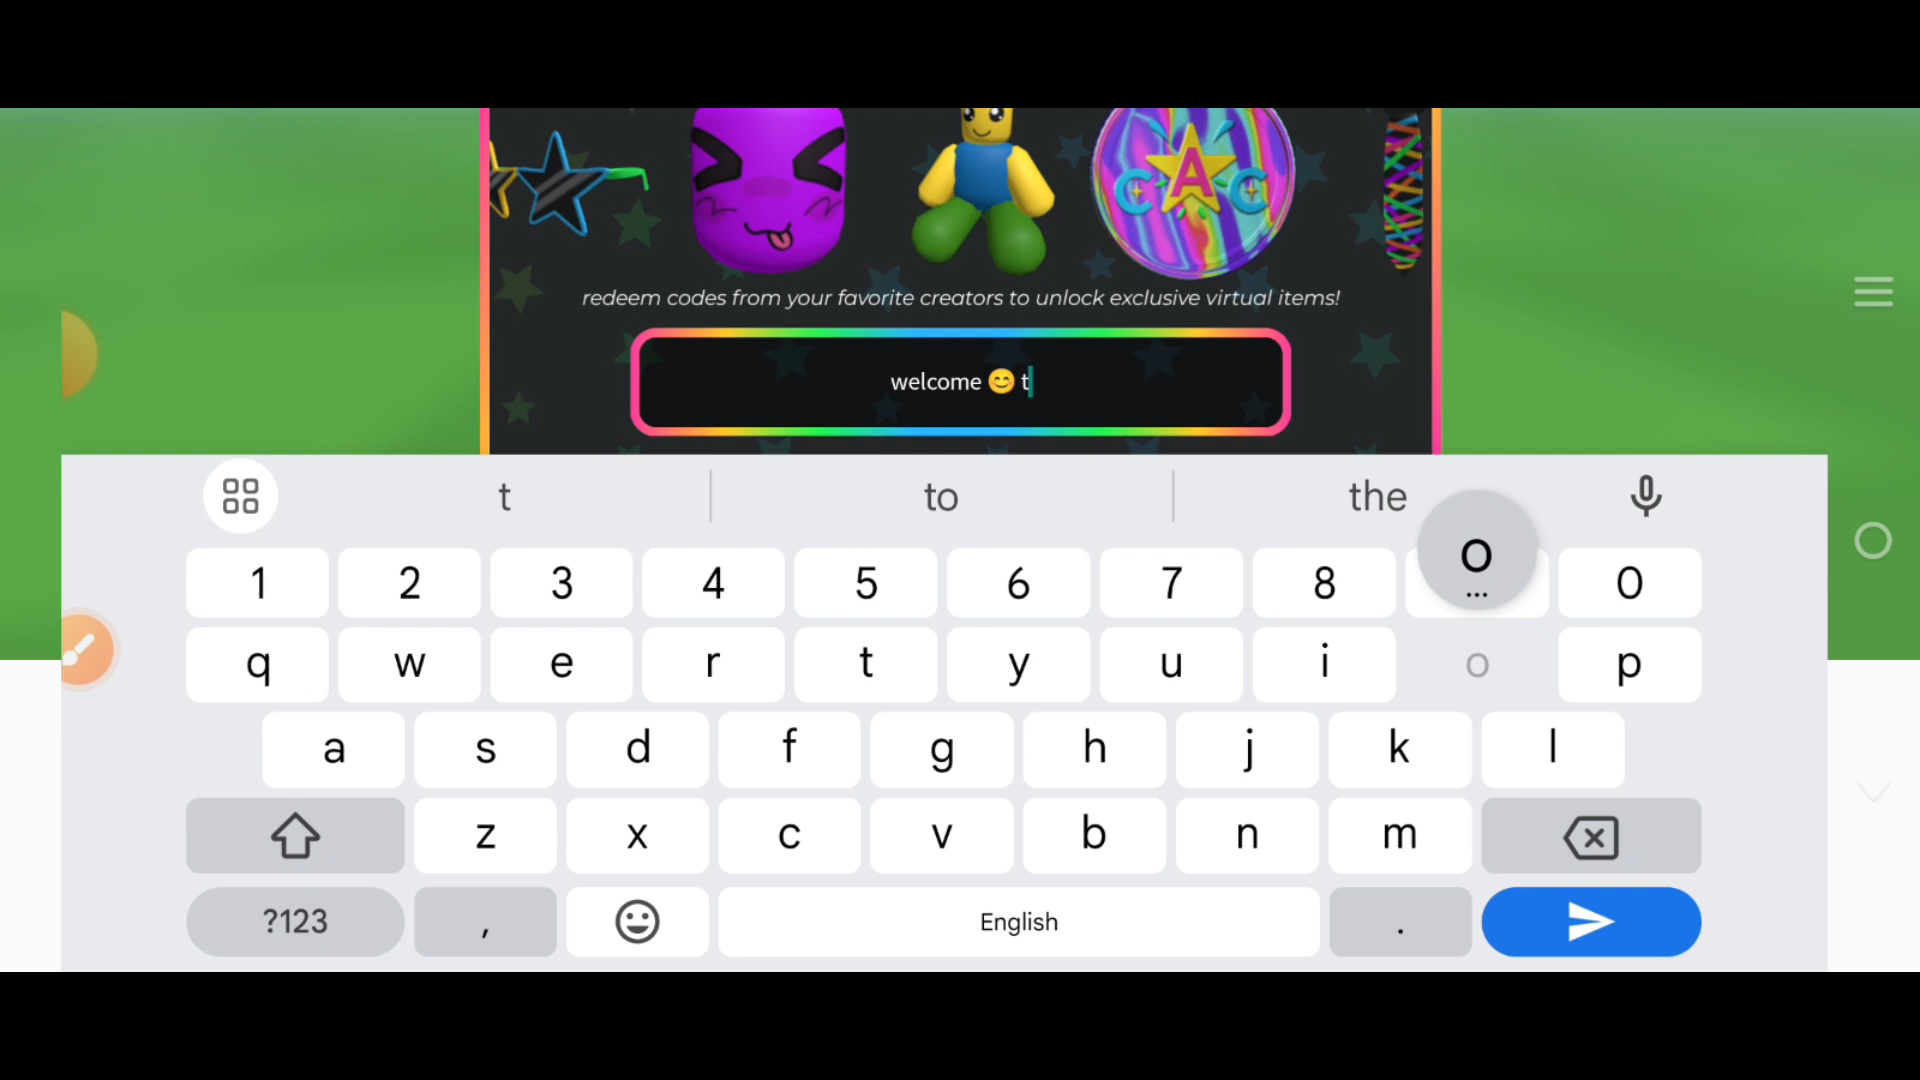 CAC
redeem codes from your favorite creators to unlock exclusive virtual items!
welcome 😊 t
t to the
1 2 3 4 5 6 7 8 0
o
q w e r t y u i o p
a s d f g h j k l
z x c v b n m
?123 , English .